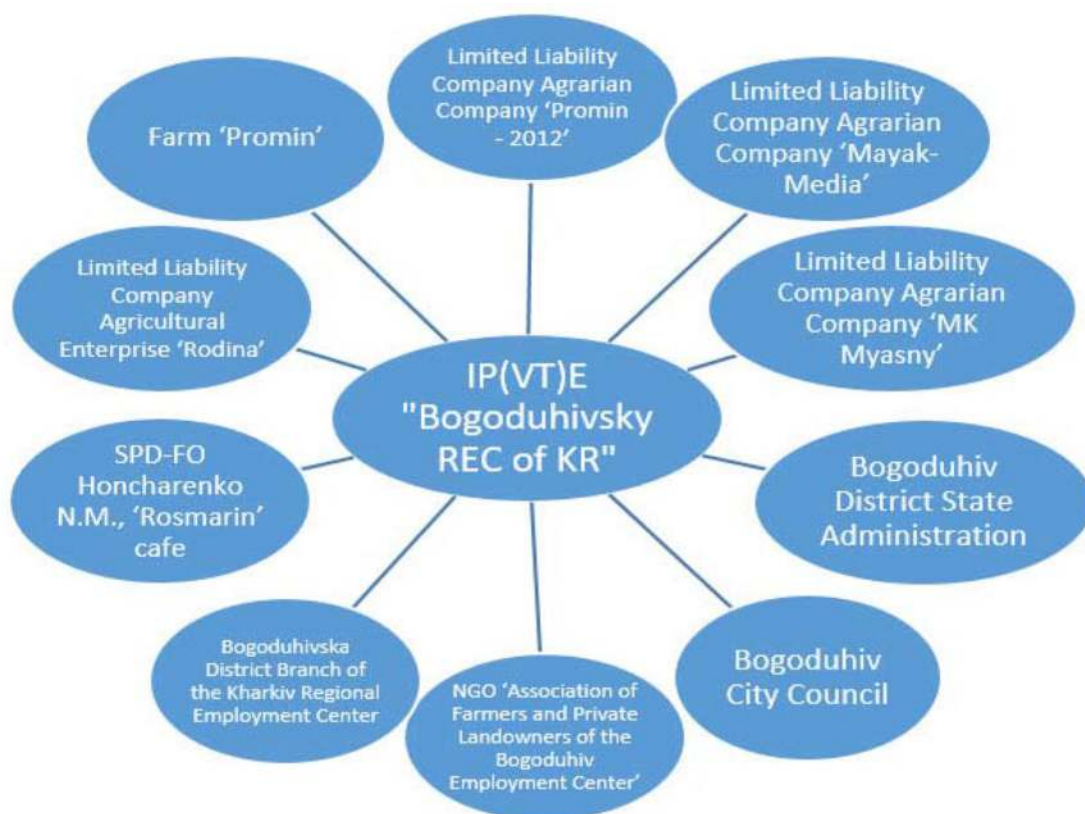 Limited Liability
Company Agrarian
Company ‘Promin
- 2012’
Limited Liability
Company Agrarian
Company ‘Mayak-
Media’
Limited Liability
Company Agrarian
Company ‘MK
Myasny’
Bogoduhiv
District State
Administration
Bogoduhiv
City Council
NGO ‘Association of
Farmers and Private
Landowners of the
Bogoduhiv
Employment Center’
Bogoduhivska
District Branch of
the Kharkiv Regional
Employment Center
SPD-FO
Honcharenko
N.M., ‘Rosmarin’
cafe
Limited Liability
Company
Agricultural
Enterprise ‘Rodina’
Farm ‘Promin’
IP(VT)E
"Bogoduhivsky
REC of KR"